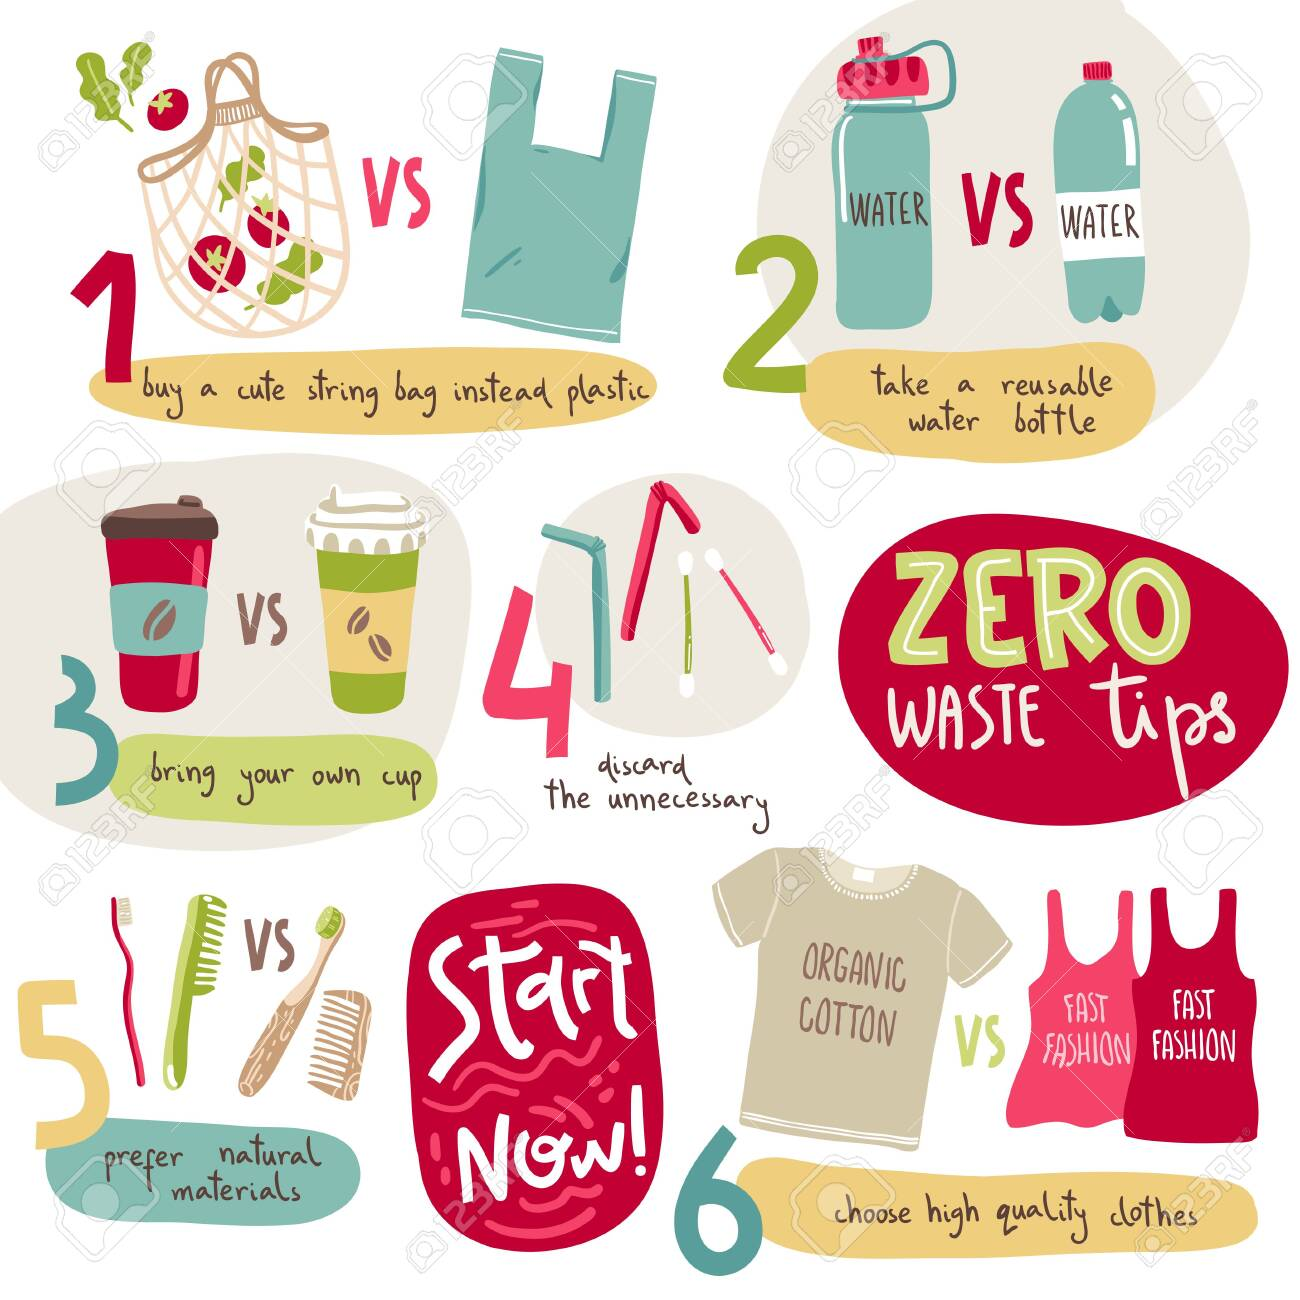 VS
1
buy a cute string bag instead plastic
WATER
VS
WATER
2
take a reusable
water bottle
VS
3
bring your own cup
4
discard
the unnecessary
ZERO
WASTE tips
VS
5
prefer natural
materials
Start
Now!
ORGANIC
COTTON
VS
FAST
FASHION
FAST
FASHION
6
choose high quality clothes
123RF